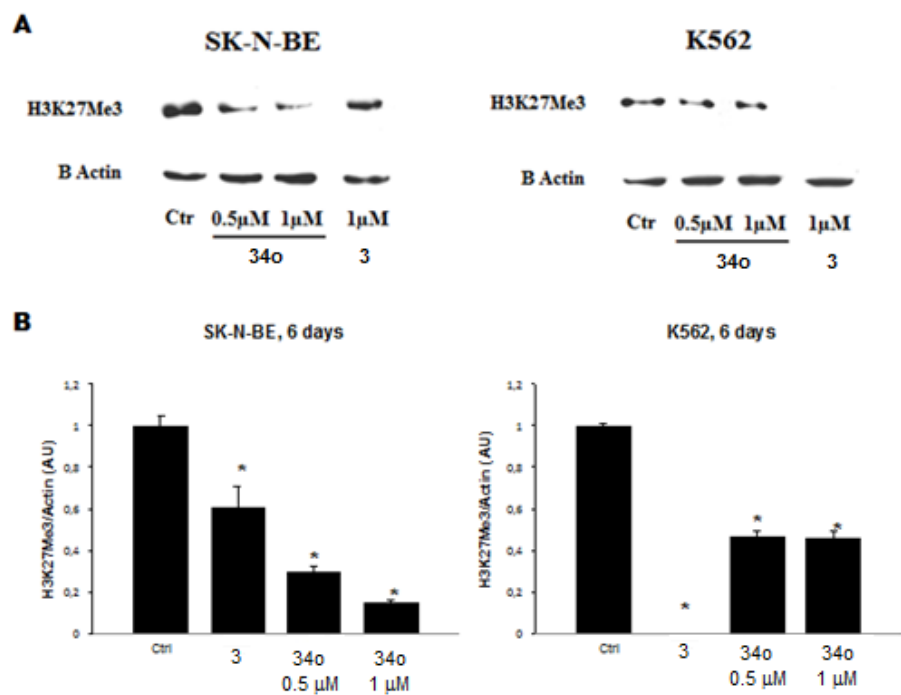 A
SK-N-BE
K562
H3K27Me3
H3K27Me3
B Actin
B Actin
Ctr 0.5μM 1μM 1μM
Ctr 0.5μM 1μM 1μM
34o 3
34o 3
B
SK-N-BE, 6 days
K562, 6 days
H3K27Me3/Actin (AU)
1,2
1
0,8
0,6
0,4
0,2
0
*
*
*
Ctrl 3 34o 34o
0.5 μM 1 μM
H3K27Me3/Actin (AU)
1,2
1
0,8
0,6
0,4
0,2
0
*
*
*
Ctrl 3 34o 34o
0.5 μM 1 μM